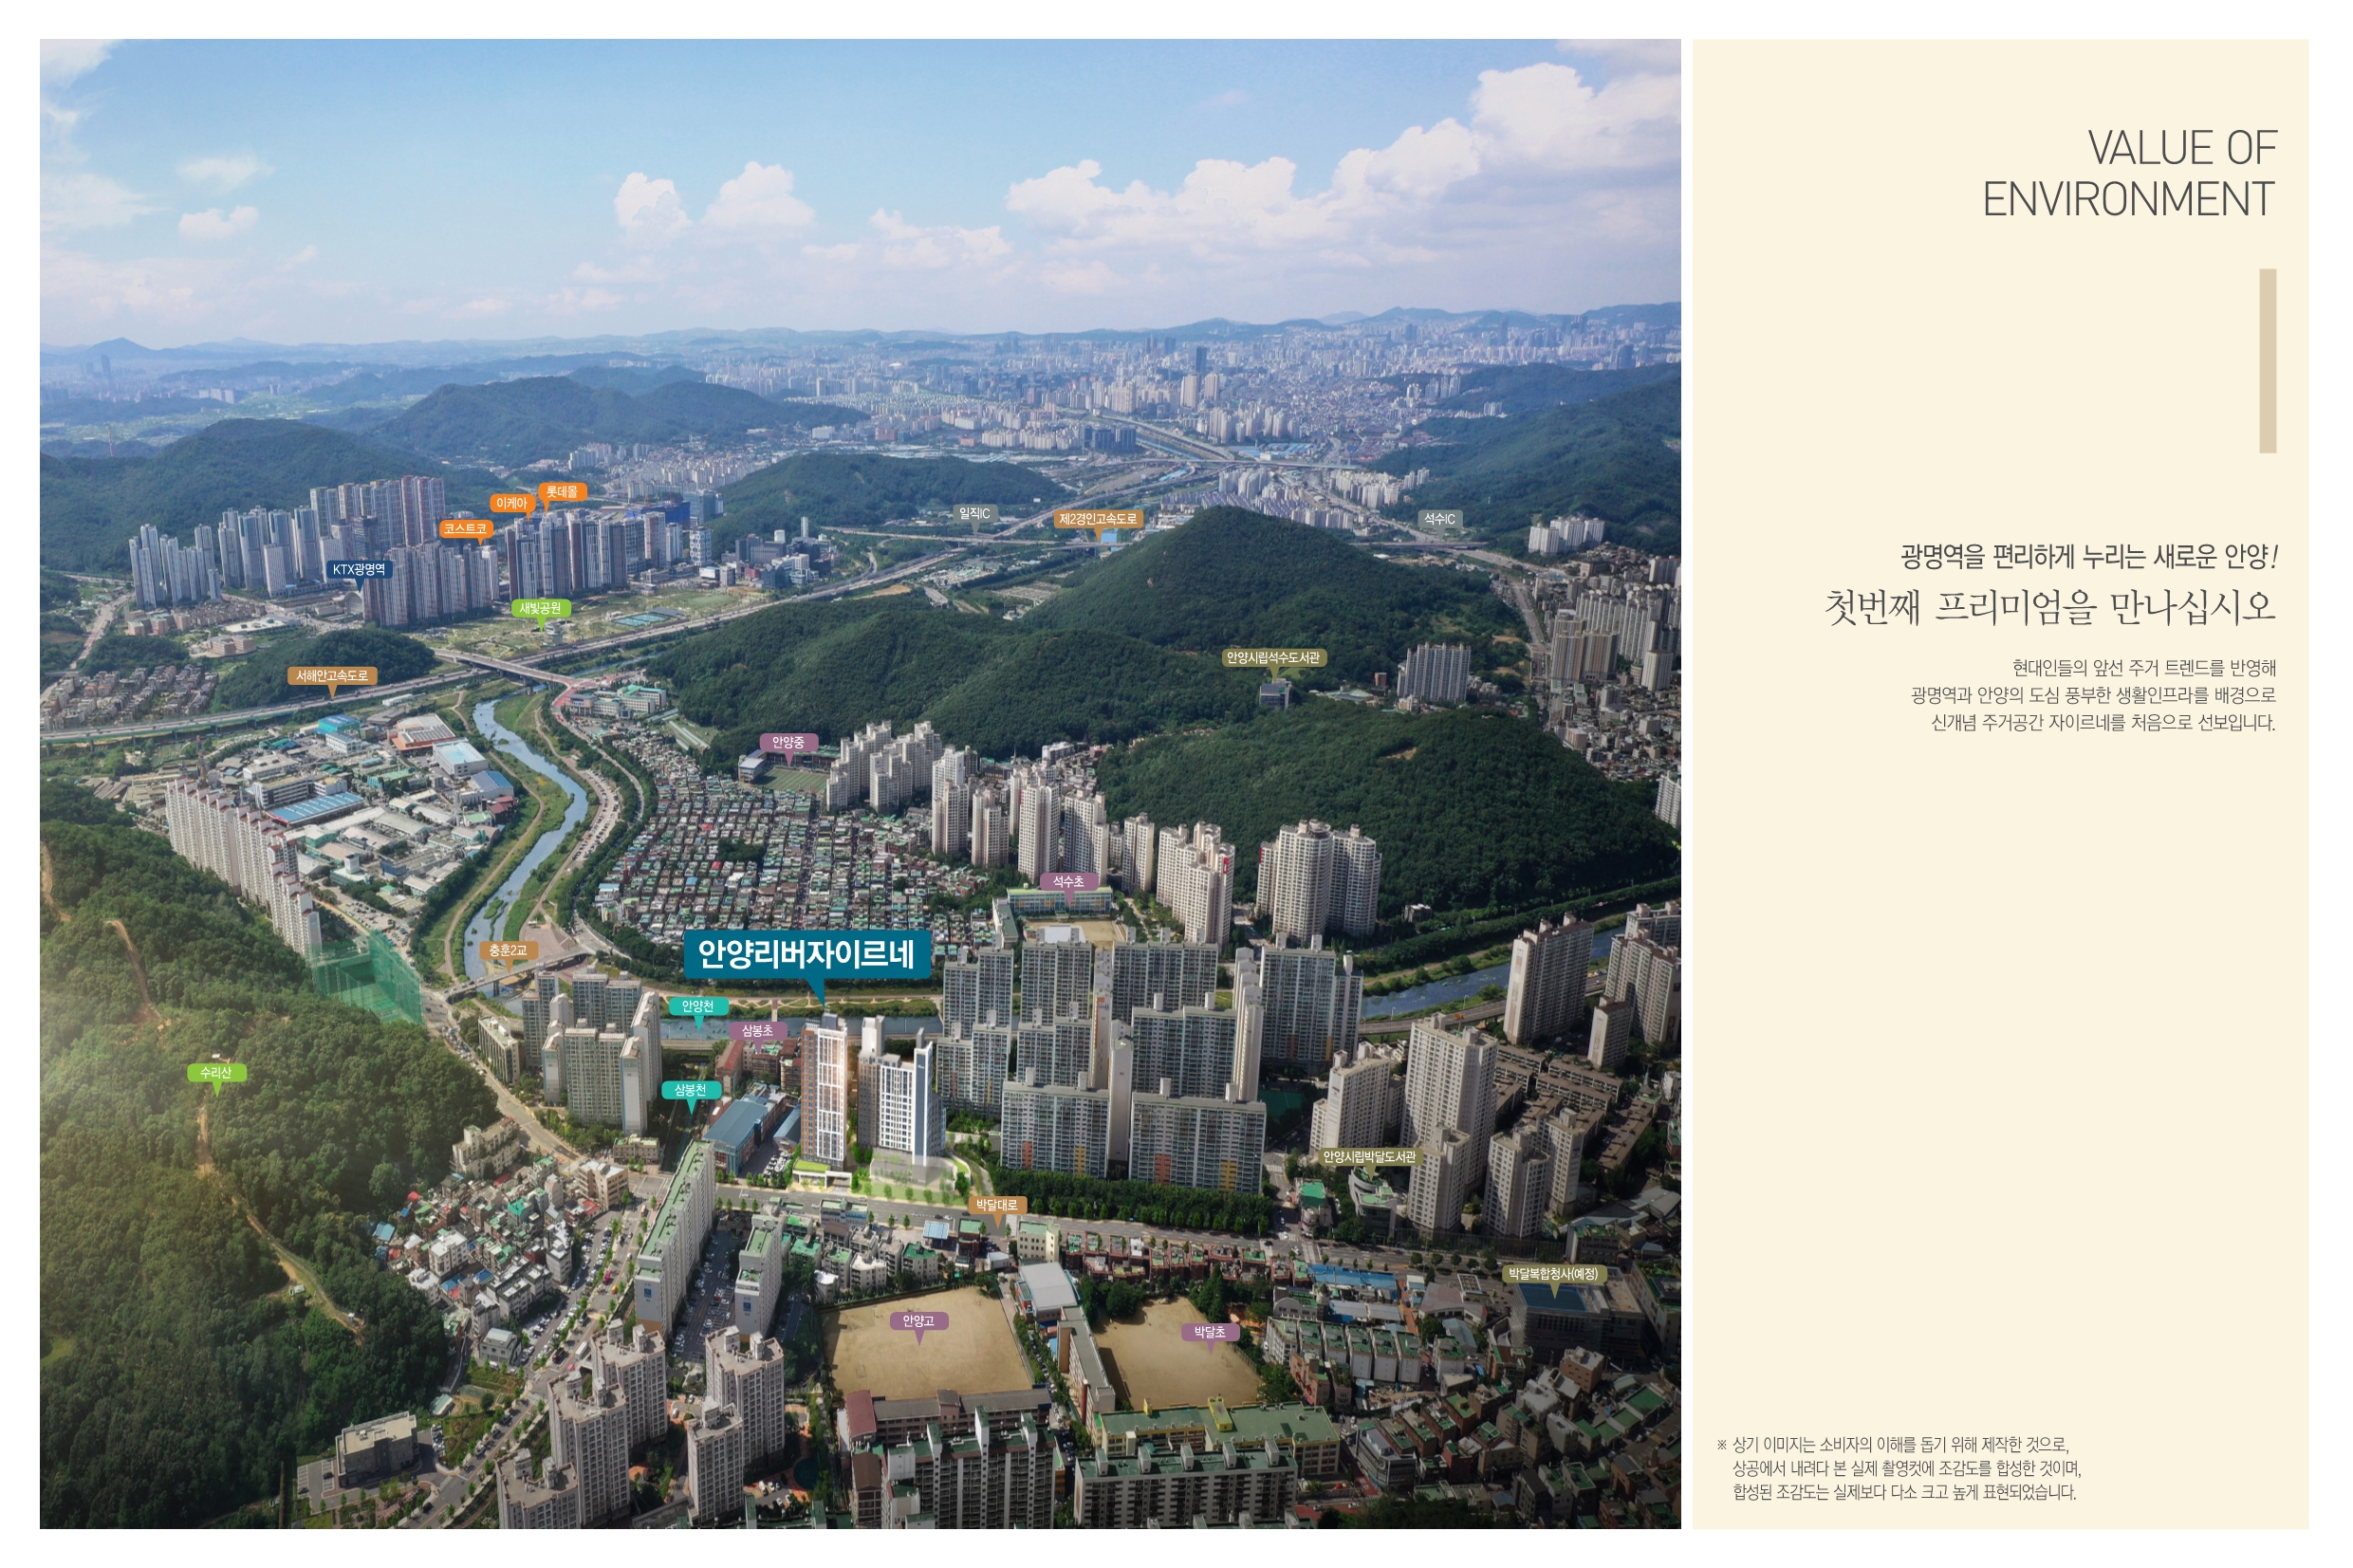 VALUE OF
ENVIRONMENT
광명역을 편리하게 누리는 새로운 안양!
첫번째 프리미엄을 만나십시오
현대인들의 앞선 주거 트렌드를 반영해
광명역과 안양의 도심 풍부한 생활인프라를 배경으로
신개념 주거공간 자이르네를 처음으로 선보입니다.
롯데몰
이케아
코스트코
일직IC
제2경인고속도로
석수IC
KTX광명역
새빛공원
안양시립석수도서관
서해안고속도로
안양중
석수초
충훈2교
안양리버자이르네
안양천
삼봉초
수리산
삼봉천
안양시립박달도서관
박달대로
박달복합청사(예정)
안양고
박달초
※ 상기 이미지는 소비자의 이해를 돕기 위해 제작한 것으로,
상공에서 내려다 본 실제 촬영컷에 조감도를 합성한 것이며,
합성된 조감도는 실제보다 다소 크고 높게 표현되었습니다.